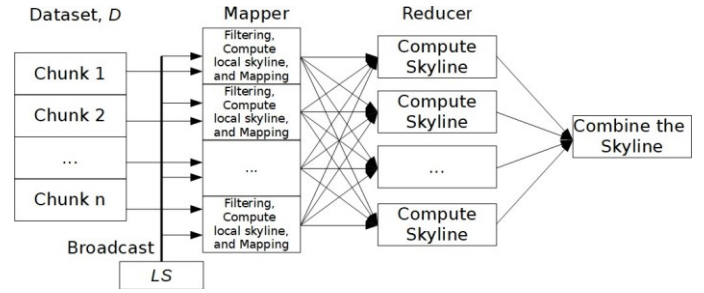 Dataset, D
Mapper
Reducer
Chunk 1
Chunk 2
...
Chunk n
Broadcast
LS
Filtering,
Compute
local skyline,
and Mapping
Filtering,
Compute
local skyline,
and Mapping
...
Filtering,
Compute
local skyline,
and Mapping
Compute
Skyline
Compute
Skyline
...
Compute
Skyline
Combine the
Skyline